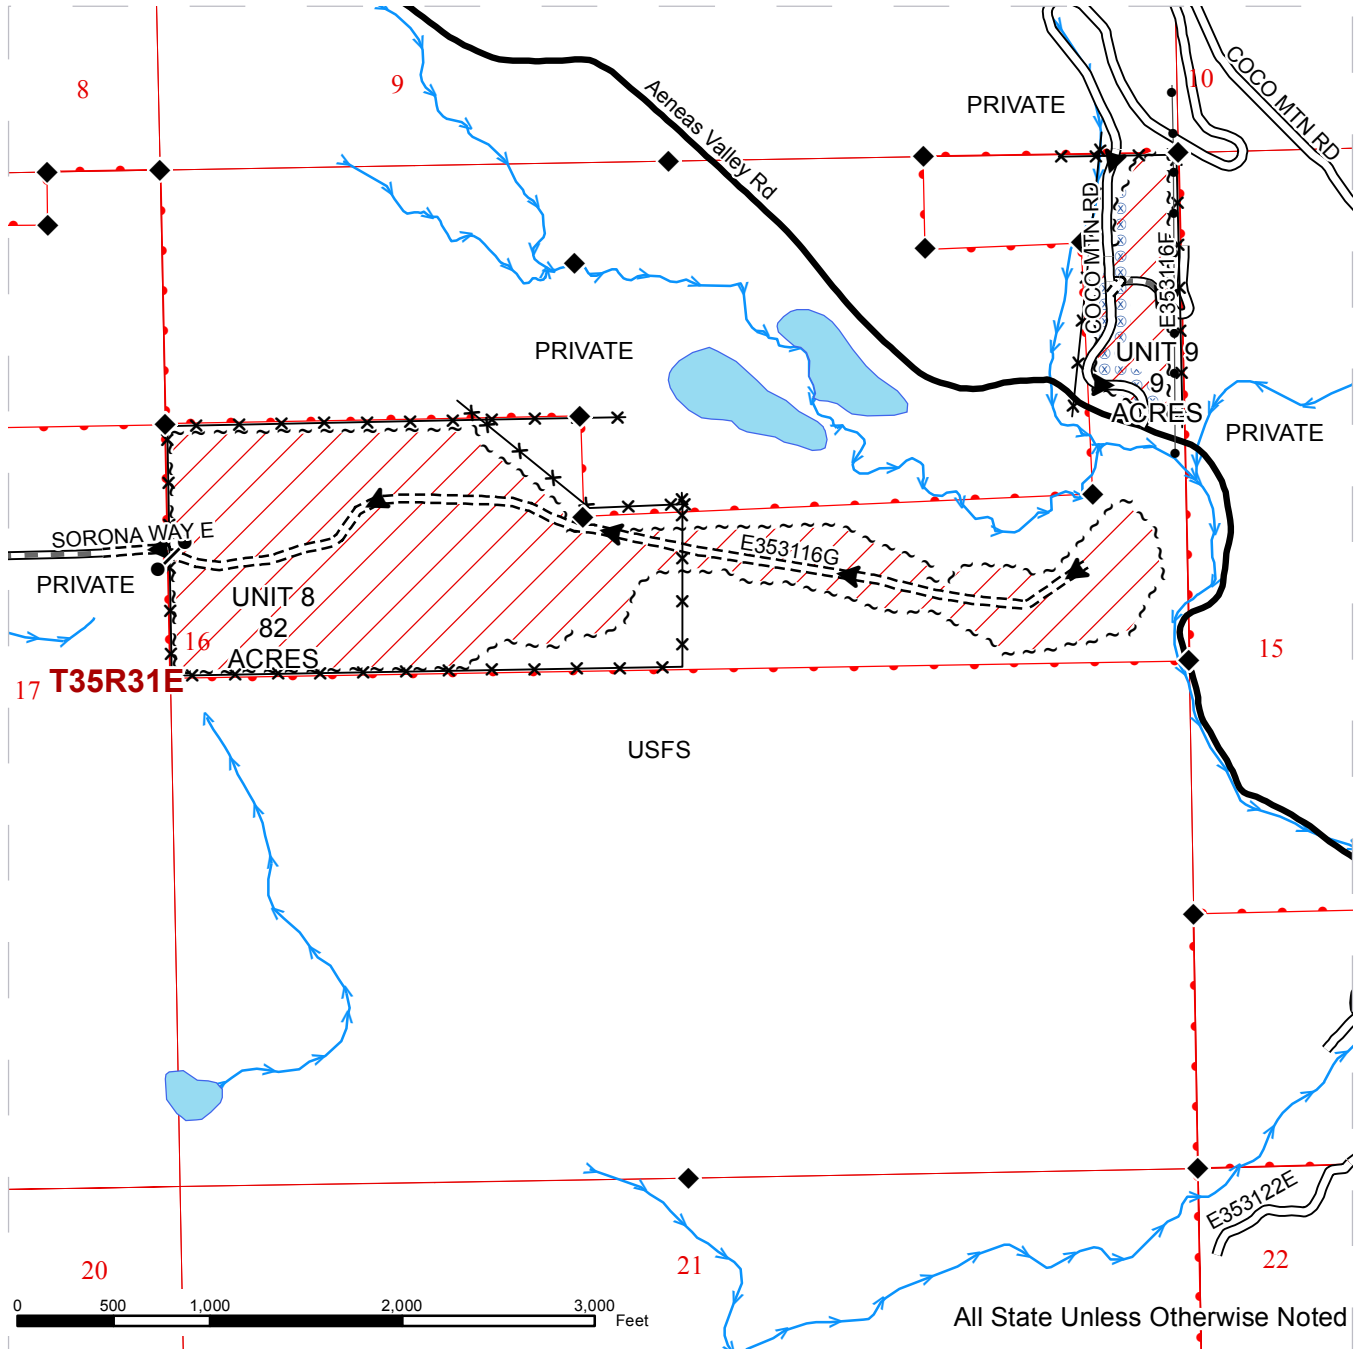 8
9
10
PRIVATE
COCO MTN RD
Aeneas Valley Rd
COCO MTN RD
E353116F
PRIVATE
UNIT 9
9
ACRES
PRIVATE
SORONA WAY E
E353116G
PRIVATE
UNIT 8
82
ACRES
16
15
17
T35R31E
USFS
E353122E
20
21
22
0 500 1,000 2,000 3,000
Feet
All State Unless Otherwise Noted